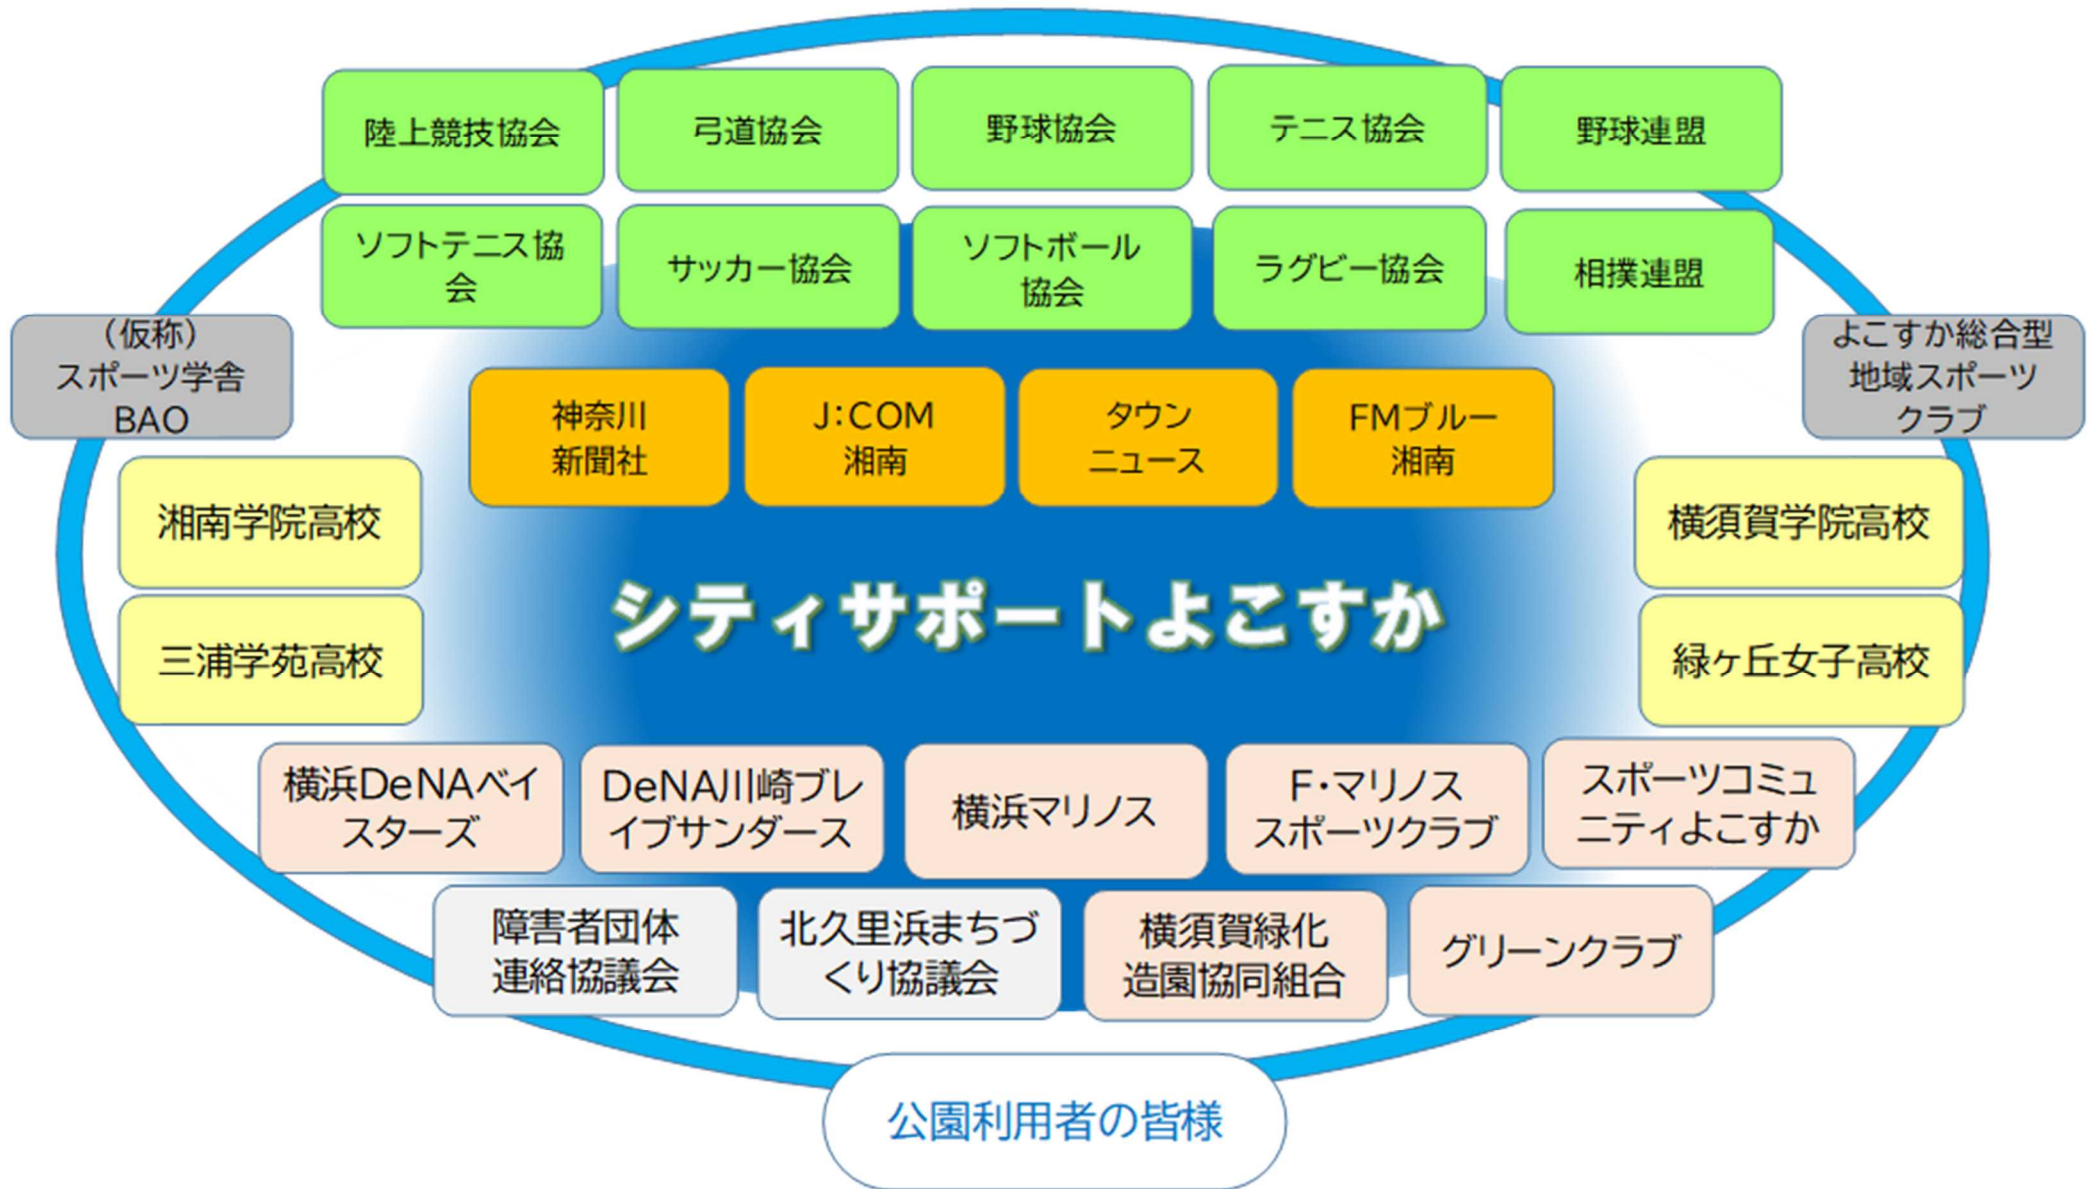 陸上競技協会
弓道協会
野球協会
テニス協会
野球連盟
ソフトテニス協
会
サッカー協会
ソフトボール
協会
ラグビー協会
相撲連盟
（仮称）
スポーツ学舎
BAO
よこすか総合型
地域スポーツ
クラブ
神奈川
新聞社
J:COM
湘南
タウン
ニュース
FMブルー
湘南
湘南学院高校
横須賀学院高校
シティサポートよこすか
三浦学苑高校
緑ヶ丘女子高校
横浜DeNAベイ
スターズ
DeNA川崎ブレ
イブサンダース
横浜マリノス
F・マリノス
スポーツクラブ
スポーツコミュ
ニティよこすか
障害者団体
連絡協議会
北久里浜まちづ
くり協議会
横須賀緑化
造園協同組合
グリーンクラブ
公園利用者の皆様